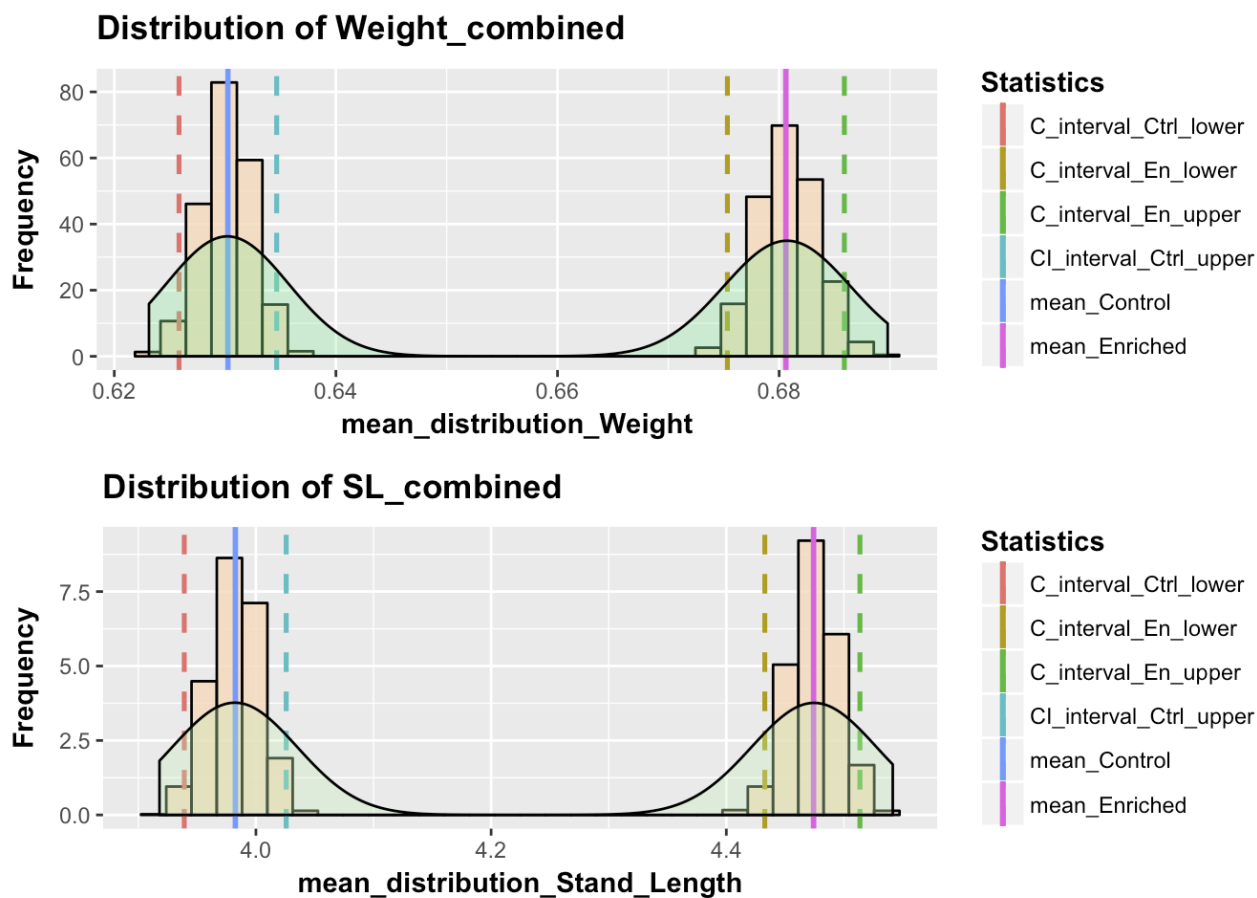 Distribution of Weight_combined
80
60
40
20
0
Frequency
0.62
0.64
0.66
0.68
mean_distribution_Weight
Statistics
C_interval_Ctrl_lower
C_interval_En_lower
C_interval_En_upper
CI_interval_Ctrl_upper
mean_Control
mean_Enriched
Distribution of SL_combined
7.5
5.0
2.5
0.0
Frequency
4.0
4.2
4.4
mean_distribution_Stand_Length
Statistics
C_interval_Ctrl_lower
C_interval_En_lower
C_interval_En_upper
CI_interval_Ctrl_upper
mean_Control
mean_Enriched